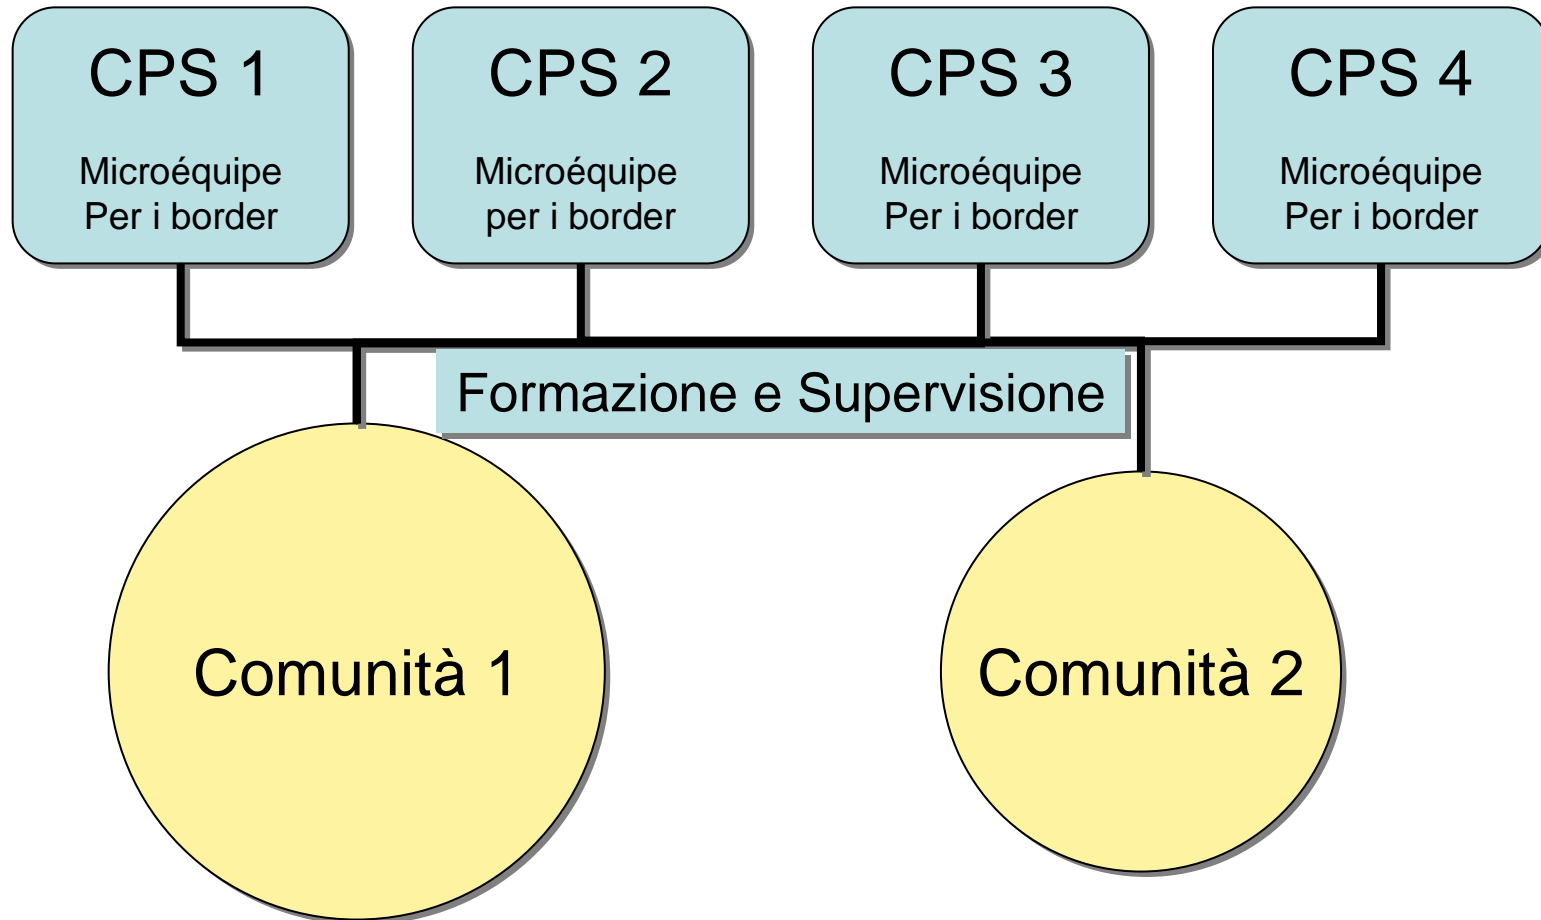 CPS 1
Microéquipe
Per i border
CPS 2
Microéquipe
per i border
CPS 3
Microéquipe
Per i border
CPS 4
Microéquipe
Per i border
Formazione e Supervisione
Comunità 1
Comunità 2